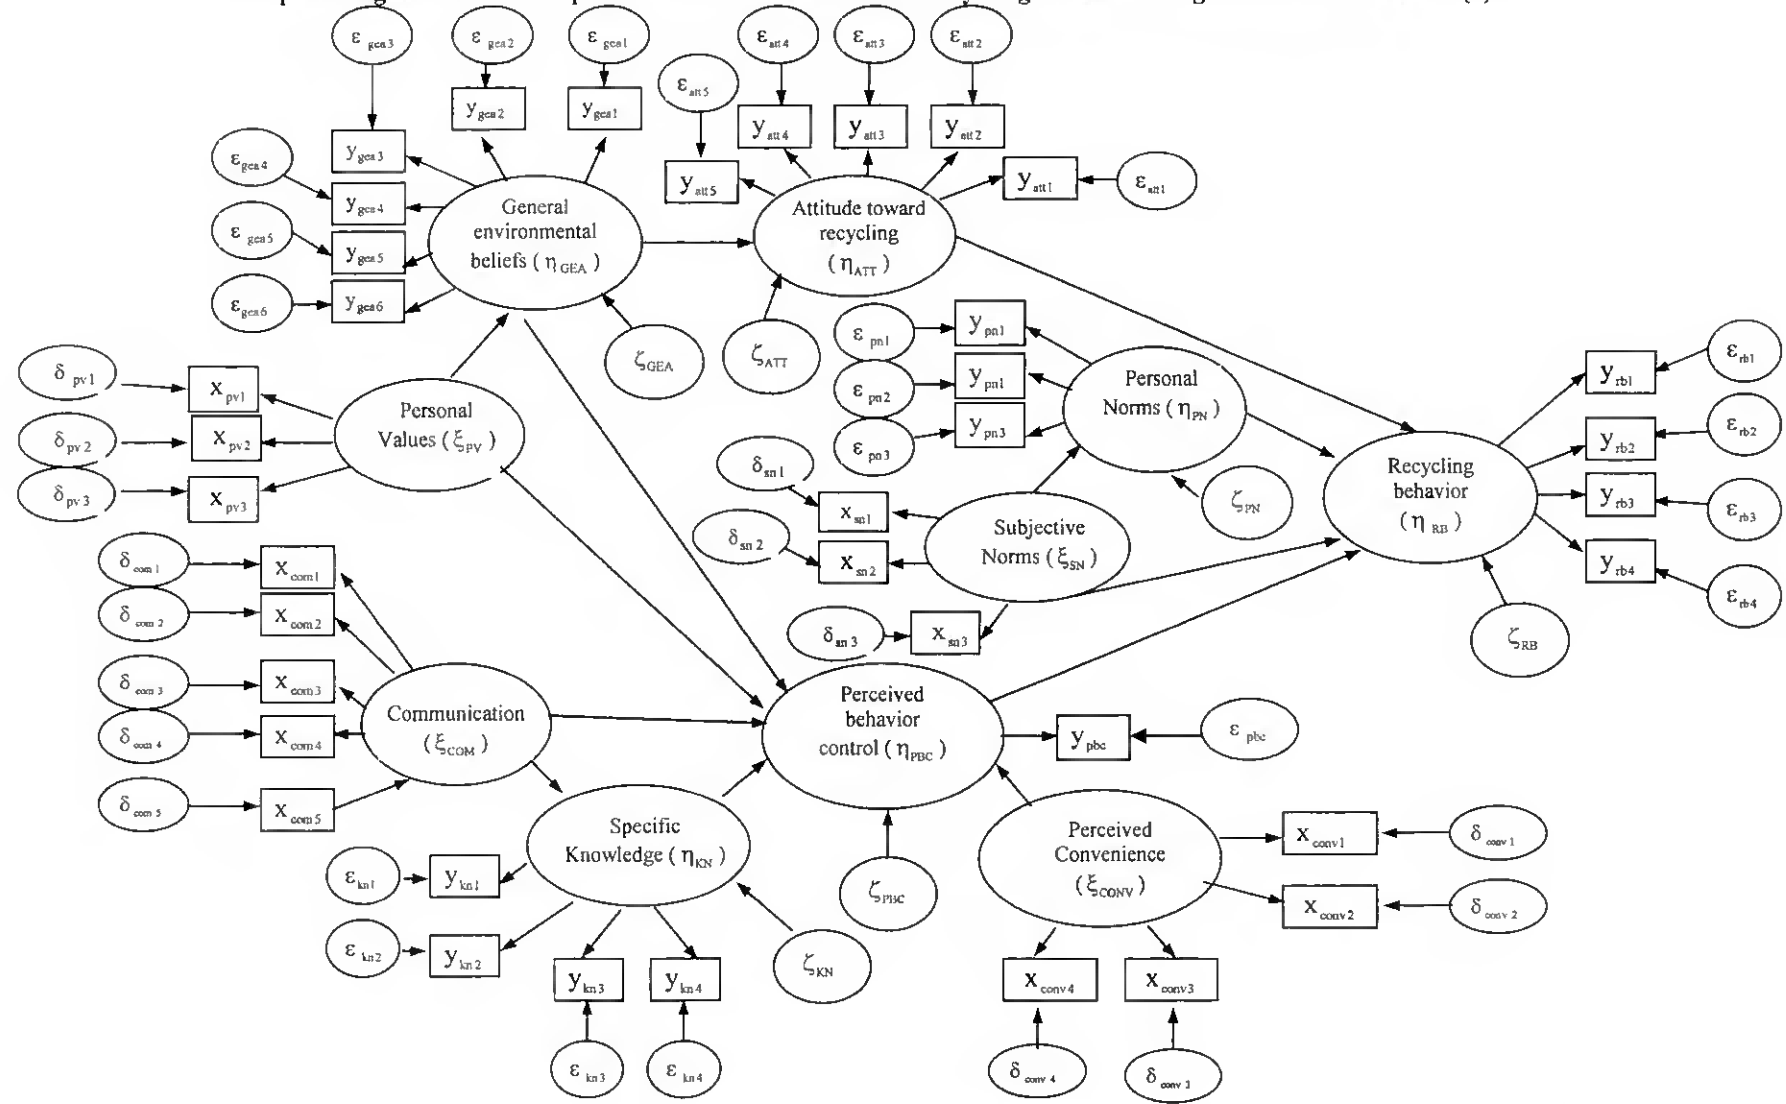 ε gea3
ε gea2
ε gea1
ε att4
ε att3
ε att2
ε att5
y gea2
y gea1
y att4
y att3
y att2
ε gea4
y gea3
y att5
y att1
ε att1
y gea4
General
environmental
beliefs ( η GEA )
Attitude toward
recycling
( η ATT )
ε gea5
y gea5
ε gea6
y gea6
ζ GEA
ζ ATT
ε pn1
y pn1
ε pn2
y pn1
ε pn3
y pn3
Personal
Norms ( η PN )
δ pv1
x pv1
δ pv2
x pv2
δ pv3
x pv3
Personal
Values ( ξ PV )
y rb1
ε rb1
y rb2
ε rb2
y rb3
ε rb3
y rb4
ε rb4
Recycling
behavior
( η RB )
ζ RB
ζ PN
δ sn1
x sn1
δ sn2
x sn2
δ sn3
x sn3
Subjective
Norms ( ξ SN )
δ com1
x com1
δ com2
x com2
δ com3
x com3
δ com4
x com4
δ com5
x com5
Communication
( ξ COM )
Perceived
behavior
control ( η PBC )
y pbc
ε pbc
Specific
Knowledge ( η KN )
ζ PBC
Perceived
Convenience
( ξ CONV )
x conv1
δ conv1
x conv2
δ conv2
ε kn1
y kn1
ε kn2
y kn2
y kn3
y kn4
ζ KN
x conv4
x conv3
ε kn3
ε kn4
δ conv4
δ conv3